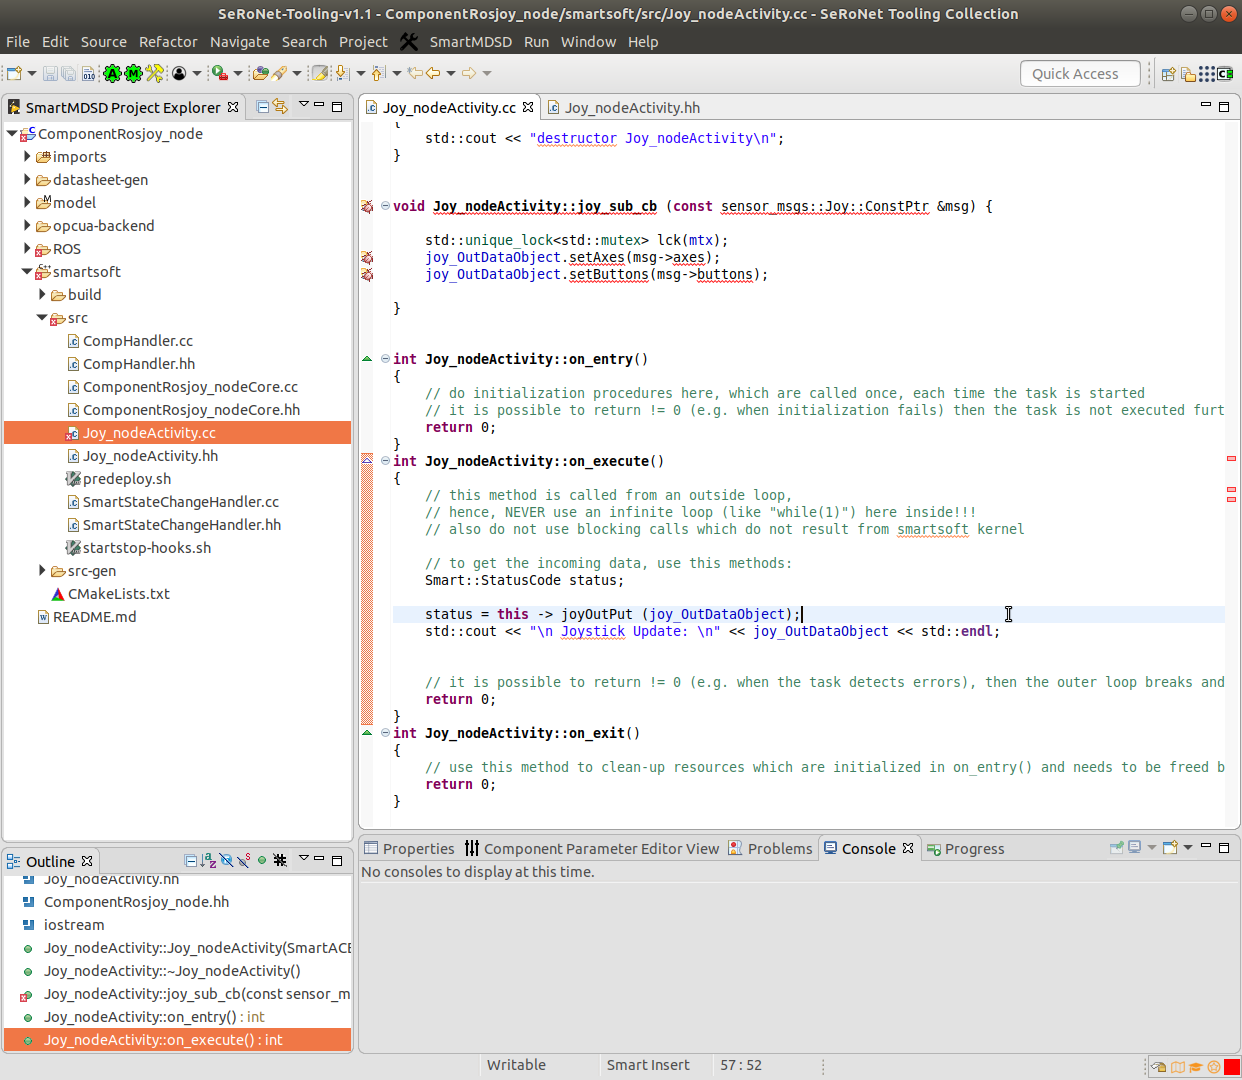 SeRoNet-Tooling-v1.1 - ComponentRosjoy_node/smartsoft/src/Joy_nodeActivity.cc - SeRoNet Tooling Collection
File Edit Source Refactor Navigate Search Project SmartMDSD Run Window Help
Quick Access
SmartMDSD Project Explorer
ComponentRosjoy_node
imports
datasheet-gen
model
opcua-backend
ROS
smartsoft
build
src
CompHandler.cc
CompHandler.hh
ComponentRosjoy_nodeCore.cc
ComponentRosjoy_nodeCore.hh
Joy_nodeActivity.cc
Joy_nodeActivity.hh
predeploy.sh
SmartStateChangeHandler.cc
SmartStateChangeHandler.hh
startstop-hooks.sh
src-gen
CMakeLists.txt
README.md
Joy_nodeActivity.cc Joy_nodeActivity.hh
{
std::cout << "destructor Joy_nodeActivity\n";
}
void Joy_nodeActivity::joy_sub_cb (const sensor_msgs::Joy::ConstPtr &msg) {
std::unique_lock<std::mutex> lck(mtx);
joy_OutDataObject.setAxes(msg->axes);
joy_OutDataObject.setButtons(msg->buttons);
}
int Joy_nodeActivity::on_entry()
{
// do initialization procedures here, which are called once, each time the task is started
// it is possible to return != 0 (e.g. when initialization fails) then the task is not executed furt
return 0;
}
int Joy_nodeActivity::on_execute()
{
// this method is called from an outside loop,
// hence, NEVER use an infinite loop (like "while(1)") here inside!!!
// also do not use blocking calls which do not result from smartsoft kernel
// to get the incoming data, use this methods:
Smart::StatusCode status;
status = this -> joyOutPut (joy_OutDataObject);
std::cout << "\n Joystick Update: \n" << joy_OutDataObject << std::endl;
// it is possible to return != 0 (e.g. when the task detects errors), then the outer loop breaks and
return 0;
}
int Joy_nodeActivity::on_exit()
{
// use this method to clean-up resources which are initialized in on_entry() and needs to be freed b
return 0;
}
Outline
Joy_nodeActivity.hh
ComponentRosjoy_node.hh
iostream
Joy_nodeActivity::Joy_nodeActivity(SmartACE
Joy_nodeActivity::~Joy_nodeActivity()
Joy_nodeActivity::joy_sub_cb(const sensor_m
Joy_nodeActivity::on_entry() : int
Joy_nodeActivity::on_execute() : int
Properties Component Parameter Editor View Problems Console Progress
No consoles to display at this time.
Writable Smart Insert 57 : 52